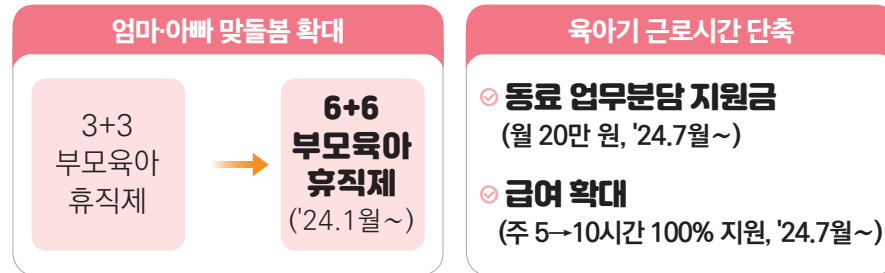 엄마·아빠 맞돌봄 확대
3+3
부모육아
휴직제
6+6
부모육아
휴직제
('24.1월~)
육아기 근로시간 단축
동료 업무분담 지원금
(월 20만 원, '24.7월~)
급여 확대
(주 5→10시간 100% 지원, '24.7월~)